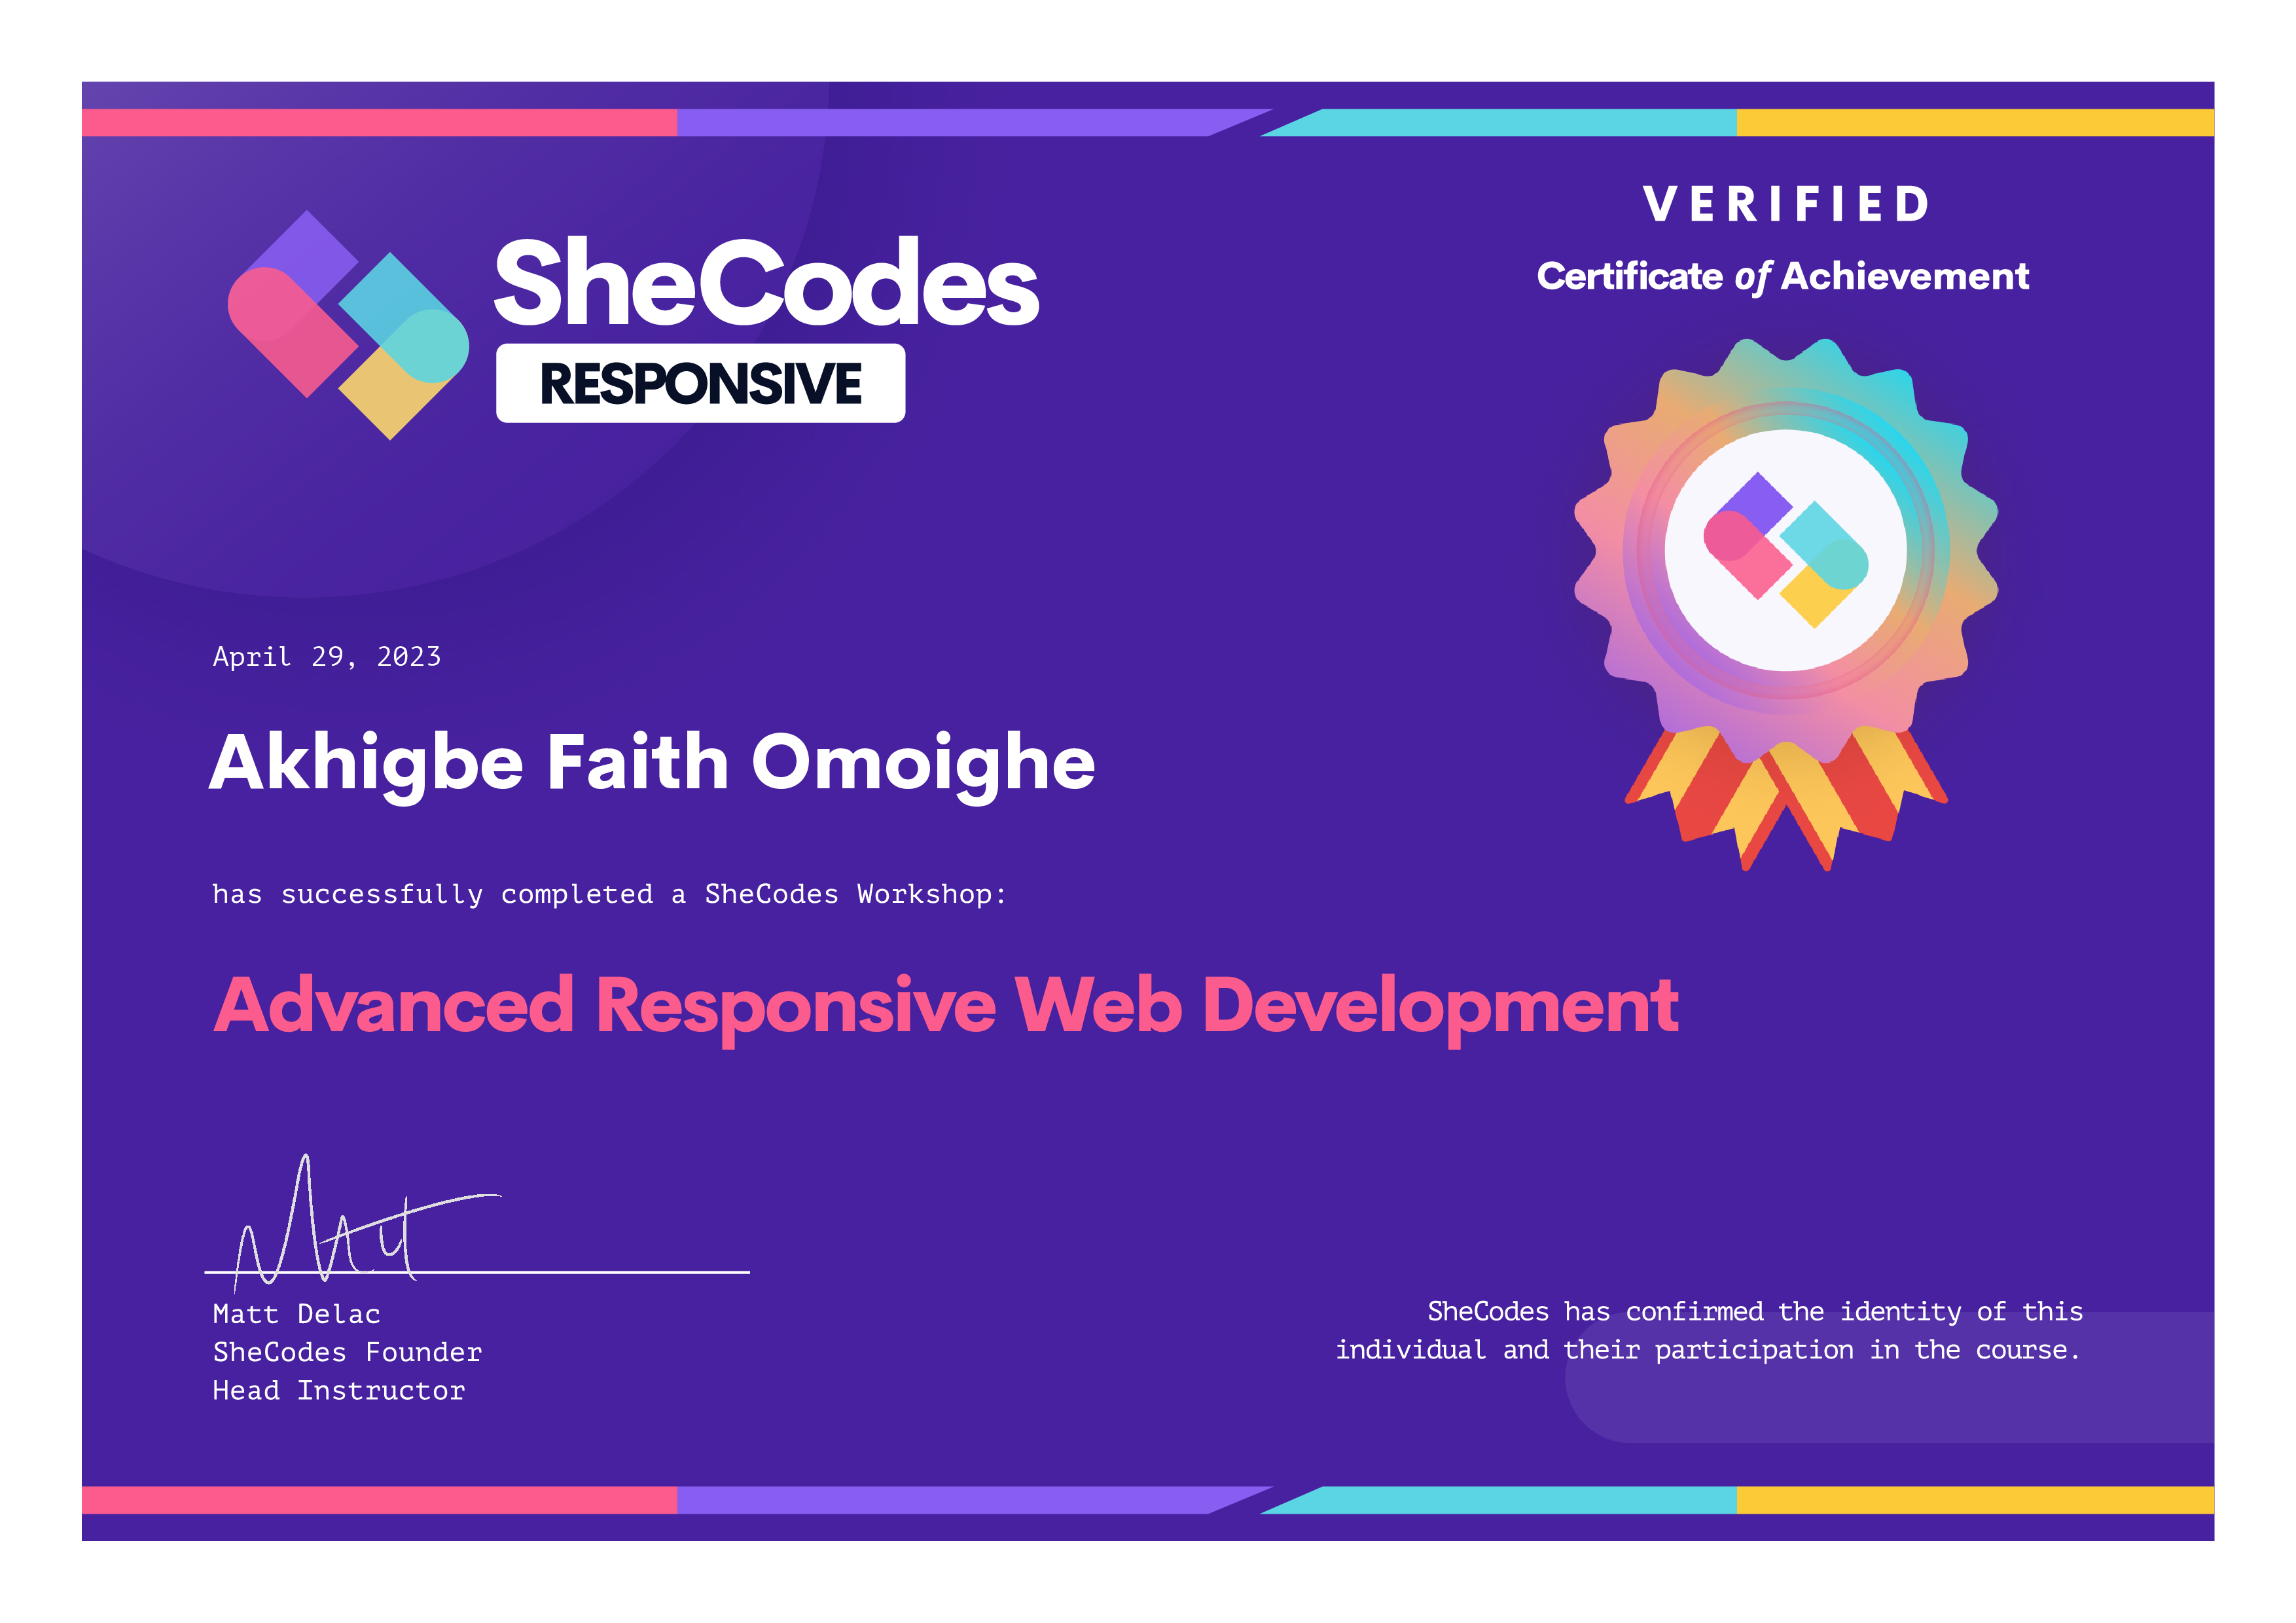 SheCodes
RESPONSIVE
VERIFIED
Certificate of Achievement
April 29, 2023
Akhigbe Faith Omoighe
has successfully completed a SheCodes Workshop:
Advanced Responsive Web Development
Matt
Matt Delac
SheCodes Founder
Head Instructor
SheCodes has confirmed the identity of this
individual and their participation in the course.